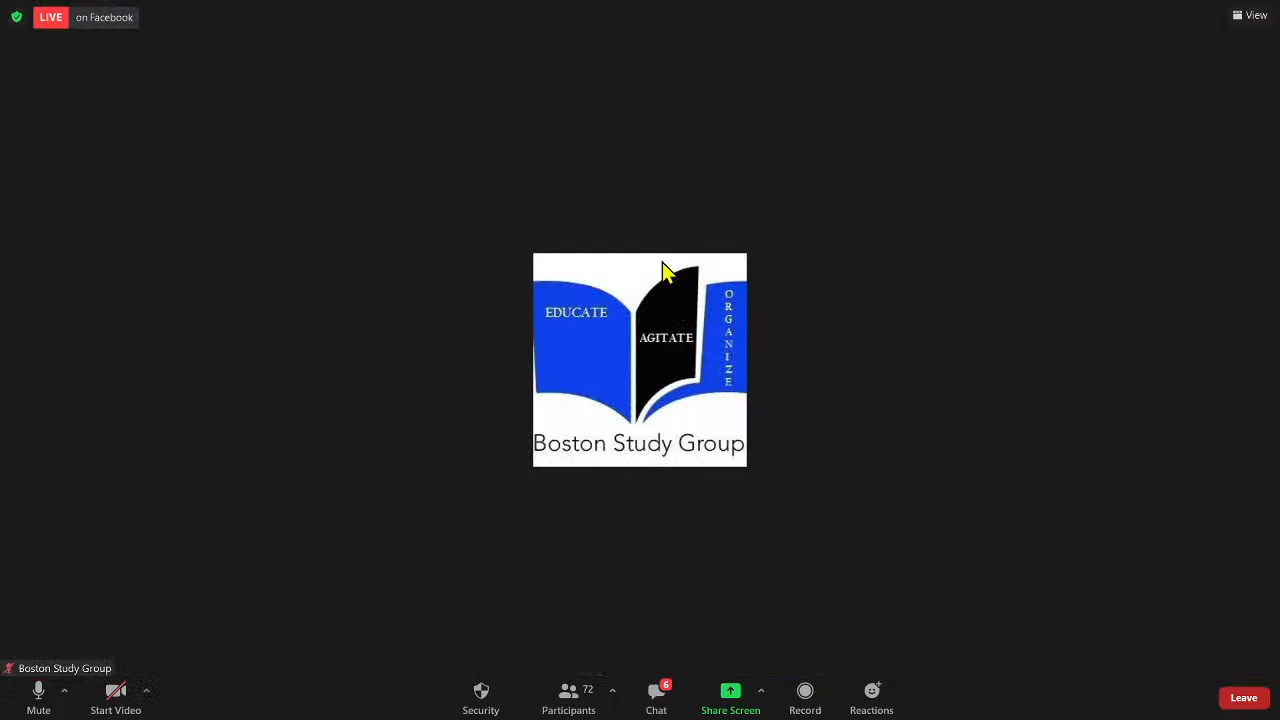 LIVE on Facebook
View
EDUCATE
AGITATE
ORGANIZE
Boston Study Group
Boston Study Group
72
6
Mute
Start Video
Security
Participants
Chat
Share Screen
Record
Reactions
Leave